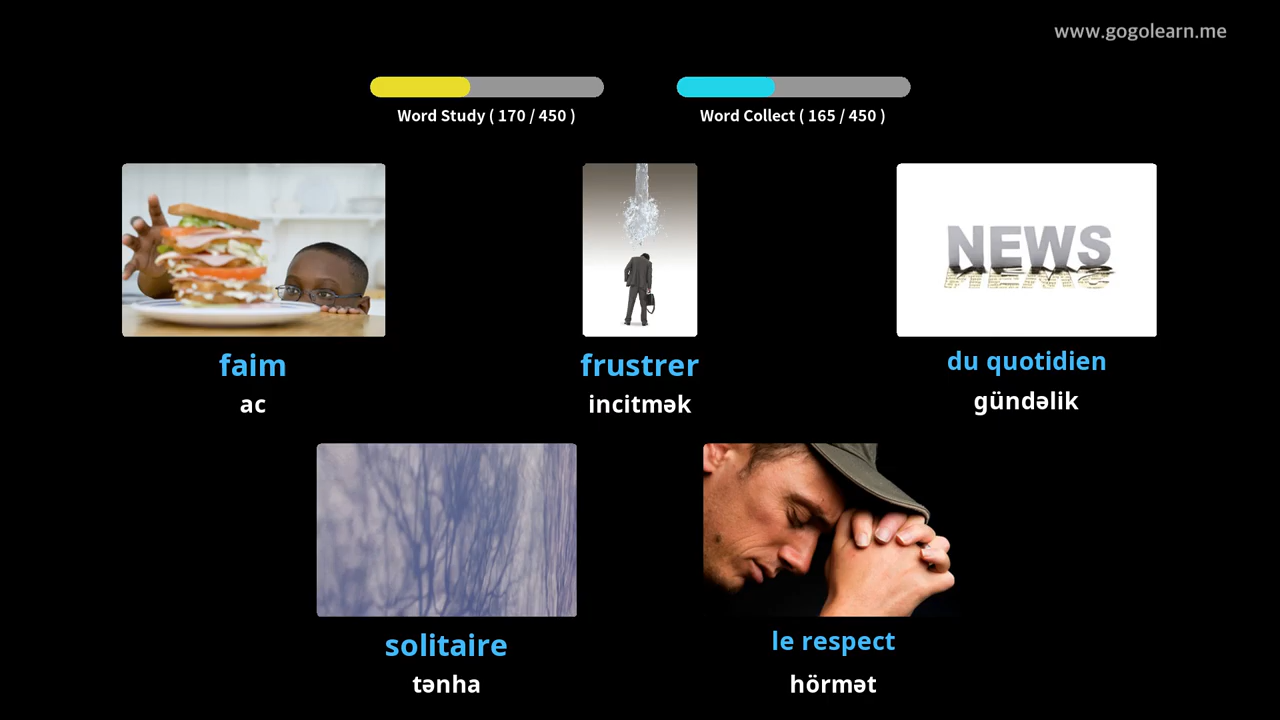 www.gogolearn.me
Word Study ( 170 / 450 )
Word Collect ( 165 / 450 )
NEWS
faim
frustrer
du quotidien
ac
incitmək
gündəlik
solitaire
le respect
tənha
hörmət